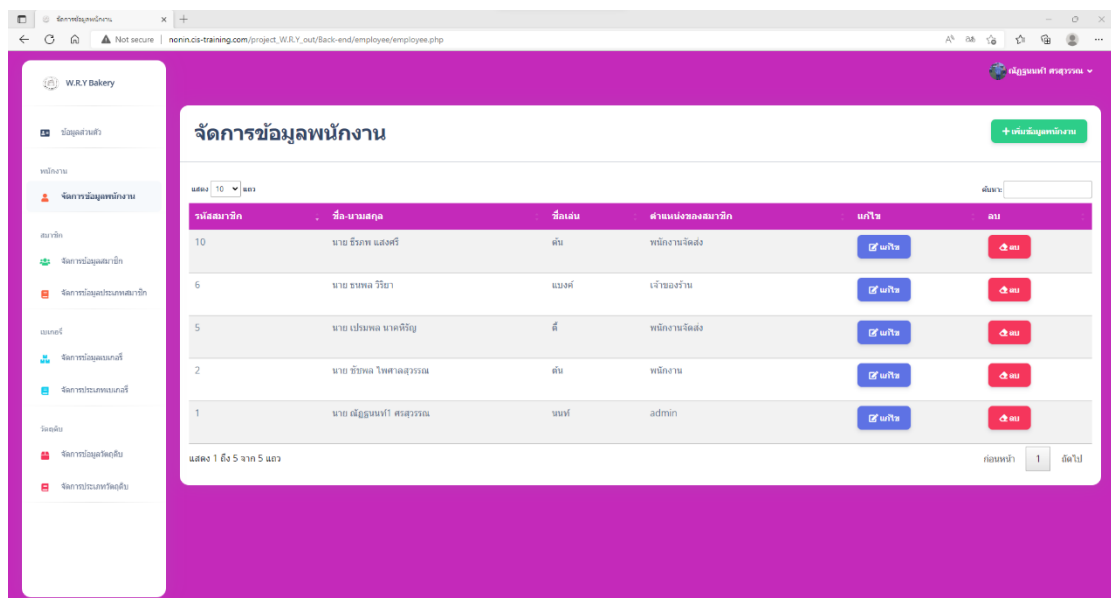 จัดการข้อมูลพนักงาน
Not secure | nonin.cis-training.com/project_W.R.Y_out/Back-end/employee/employee.php
W.R.Y Bakery
ณัฏฐนนท์1 ศรสุวรรณ
ข้อมูลส่วนตัว
พนักงาน
จัดการข้อมูลพนักงาน
สมาชิก
จัดการข้อมูลสมาชิก
จัดการข้อมูลประเภทสมาชิก
เบเกอรี่
จัดการข้อมูลเบเกอรี่
จัดการประเภทเบเกอรี่
วัตถุดิบ
จัดการข้อมูลวัตถุดิบ
จัดการประเภทวัตถุดิบ
จัดการข้อมูลพนักงาน
+ เพิ่มข้อมูลพนักงาน
แสดง 10 แถว
ค้นหา:
รหัสสมาชิก ชื่อ-นามสกุล ชื่อเล่น ตำแหน่งของสมาชิก แก้ไข ลบ
10 นาย ธีรภพ แสงศรี ต้น พนักงานจัดส่ง แก้ไข ลบ
6 นาย ธนพล วิริยา แบงค์ เจ้าของร้าน แก้ไข ลบ
5 นาย เปรมพล นาคหิรัญ ตี๋ พนักงานจัดส่ง แก้ไข ลบ
2 นาย ชัชพล ไพศาลสุวรรณ ต้น พนักงาน แก้ไข ลบ
1 นาย ณัฏฐนนท์1 ศรสุวรรณ นนท์ admin แก้ไข ลบ
แสดง 1 ถึง 5 จาก 5 แถว
ก่อนหน้า 1 ถัดไป